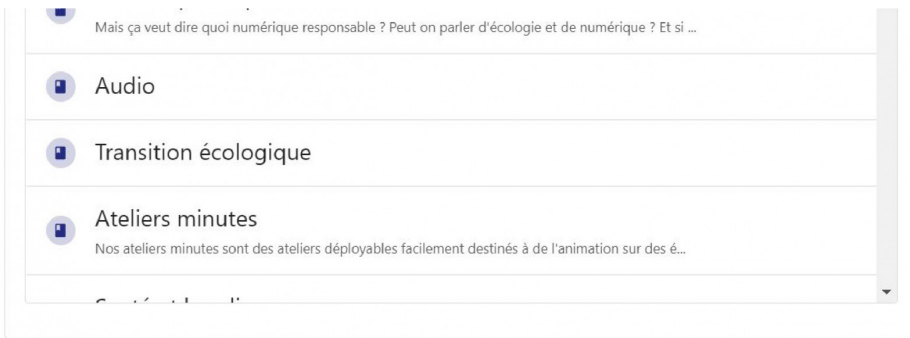 Mais ça veut dire quoi numérique responsable ? Peut on parler d'écologie et de numérique ? Et si ...
Audio
Transition écologique
Ateliers minutes
Nos ateliers minutes sont des ateliers déployables facilement destinés à de l'animation sur des é...